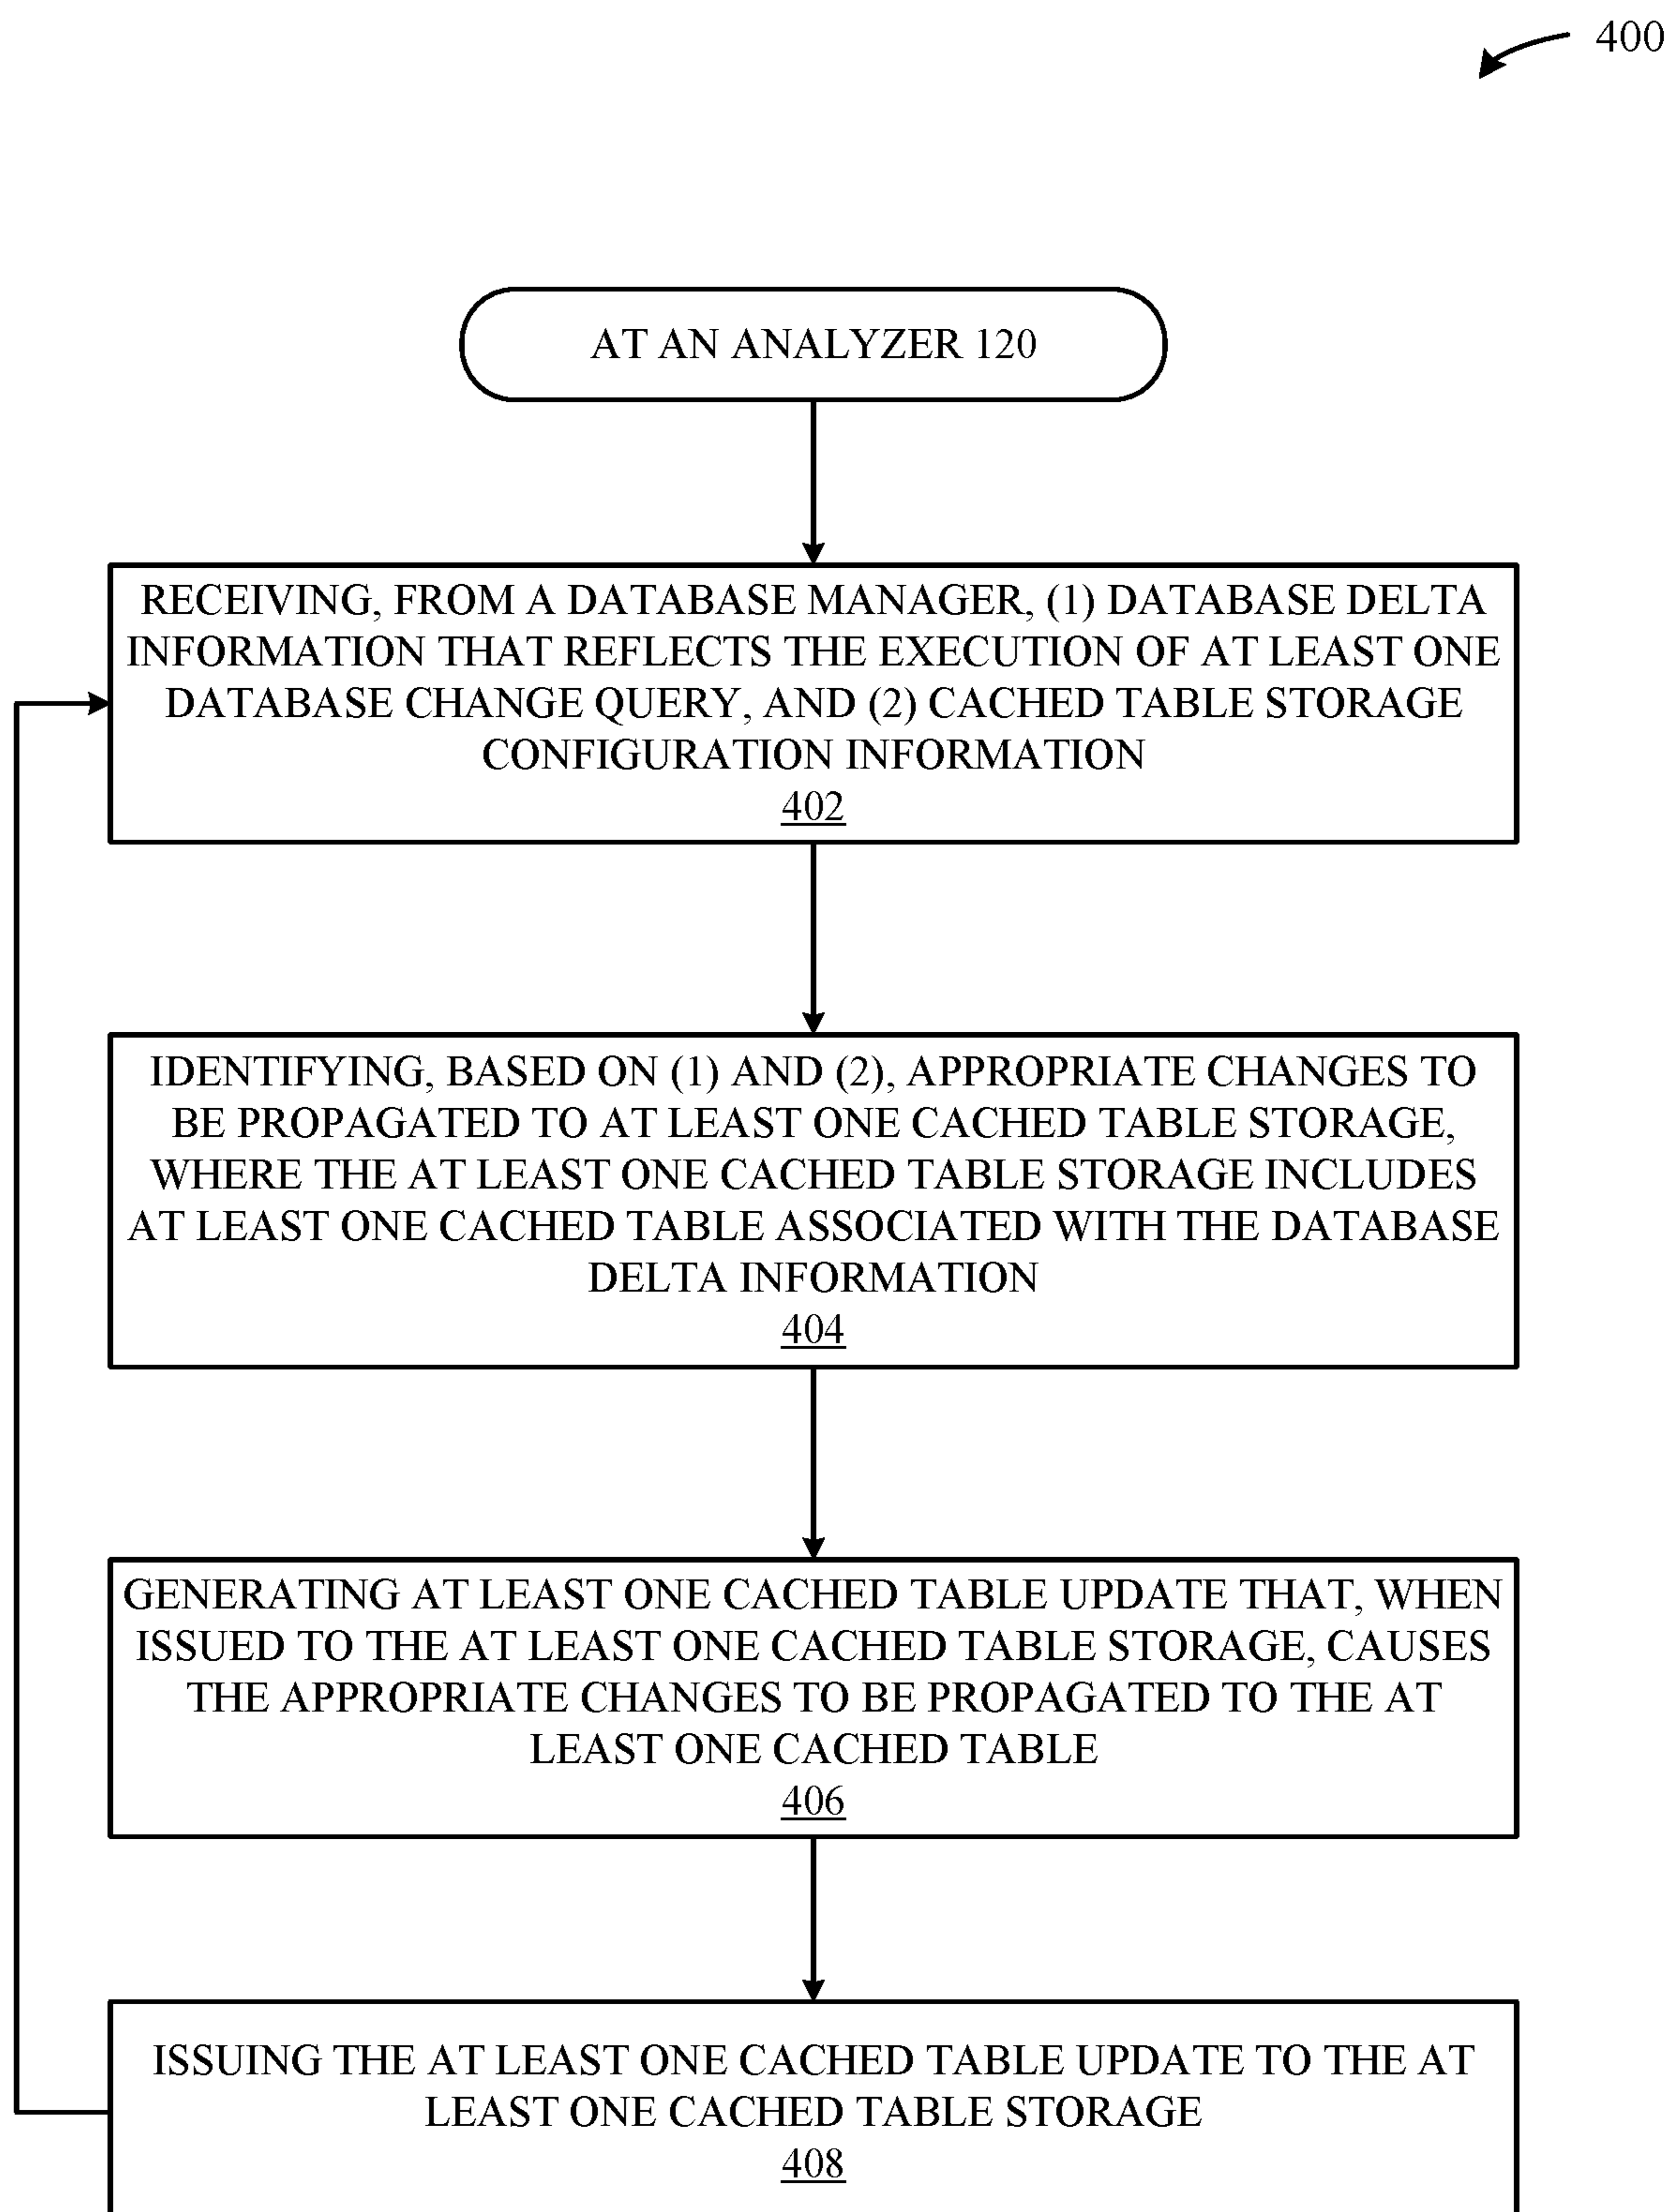 400
AT AN ANALYZER 120
RECEIVING, FROM A DATABASE MANAGER, (1) DATABASE DELTA
INFORMATION THAT REFLECTS THE EXECUTION OF AT LEAST ONE
DATABASE CHANGE QUERY, AND (2) CACHED TABLE STORAGE
CONFIGURATION INFORMATION
402
IDENTIFYING, BASED ON (1) AND (2), APPROPRIATE CHANGES TO
BE PROPAGATED TO AT LEAST ONE CACHED TABLE STORAGE,
WHERE THE AT LEAST ONE CACHED TABLE STORAGE INCLUDES
AT LEAST ONE CACHED TABLE ASSOCIATED WITH THE DATABASE
DELTA INFORMATION
404
GENERATING AT LEAST ONE CACHED TABLE UPDATE THAT, WHEN
ISSUED TO THE AT LEAST ONE CACHED TABLE STORAGE, CAUSES
THE APPROPRIATE CHANGES TO BE PROPAGATED TO THE AT
LEAST ONE CACHED TABLE
406
ISSUING THE AT LEAST ONE CACHED TABLE UPDATE TO THE AT
LEAST ONE CACHED TABLE STORAGE
408